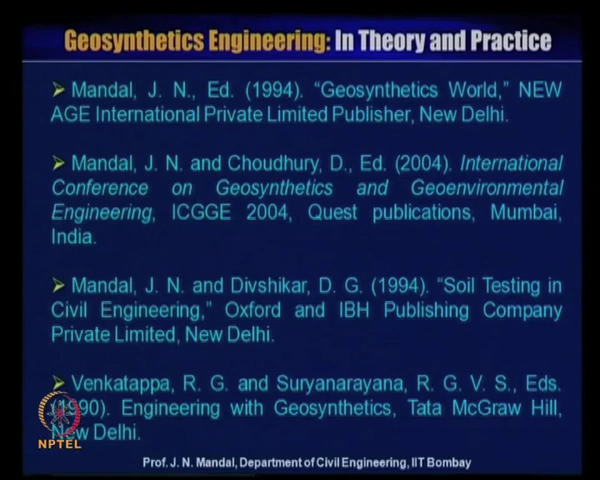 Geosynthetics Engineering: In Theory and Practice
➤ Mandal, J. N., Ed. (1994). “Geosynthetics World,” NEW
AGE International Private Limited Publisher, New Delhi.
➤ Mandal, J. N. and Choudhury, D., Ed. (2004). International
Conference on Geosynthetics and Geoenvironmental
Engineering, ICGGE 2004, Quest publications, Mumbai,
India.
➤ Mandal, J. N. and Divshikar, D. G. (1994). “Soil Testing in
Civil Engineering,” Oxford and IBH Publishing Company
Private Limited, New Delhi.
➤ Venkatappa, R. G. and Suryanarayana, R. G. V. S., Eds.
(1990). Engineering with Geosynthetics, Tata McGraw Hill,
New Delhi.
NPTEL
Prof. J. N. Mandal, Department of Civil Engineering, IIT Bombay